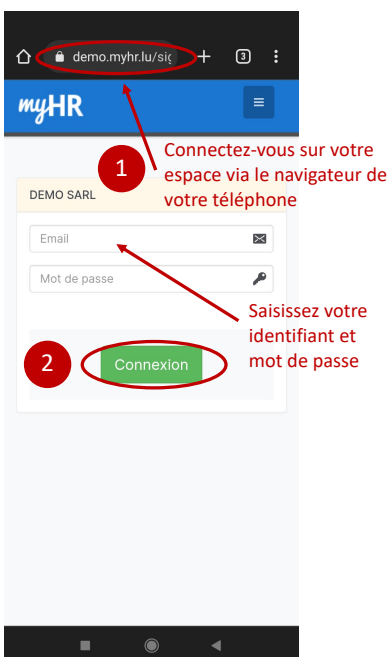 demo.myhr.lu/sig
3
myHR
1
Connectez-vous sur votre
espace via le navigateur de
votre téléphone
DEMO SARL
Email
Mot de passe
Saisissez votre
identifiant et
mot de passe
2
Connexion